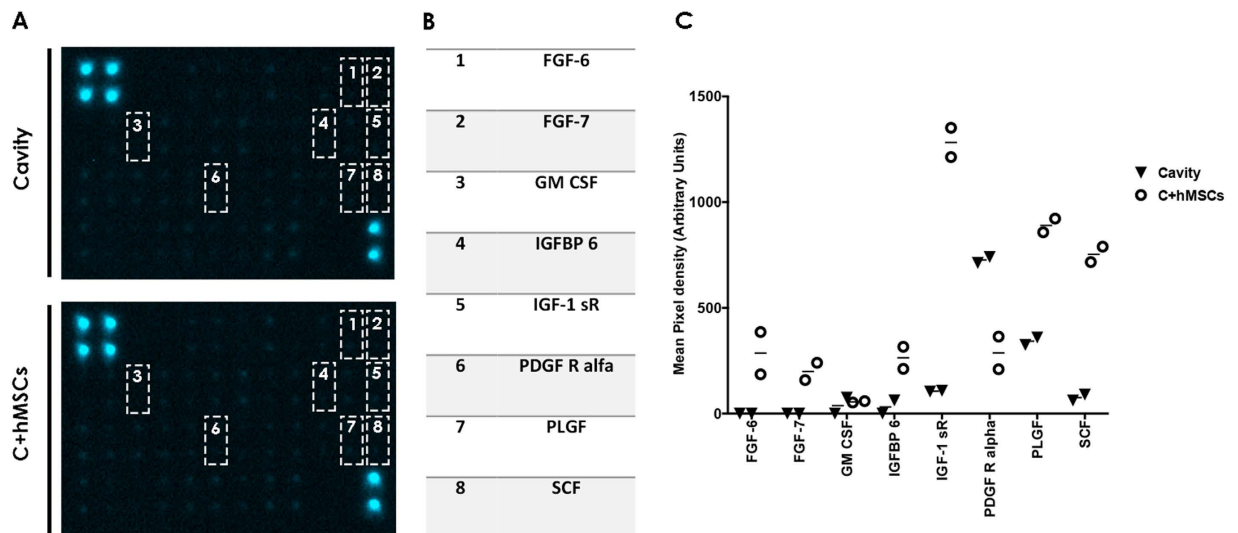 A
Cavity
1 2
3 4 5
6 7 8
C+hMSCs
1 2
3 4 5
6 7 8
B
1 FGF-6
2 FGF-7
3 GM CSF
4 IGFBP 6
5 IGF-1 sR
6 PDGF R alfa
7 PLGF
8 SCF
C
Mean Pixel density (Arbitrary Units)
1500
1000
500
0
FGF-6
FGF-7
GM CSF
IGFBP 6
IGF-1 sR
PDGF R alpha
PLGF
SCF
Cavity
C+hMSCs